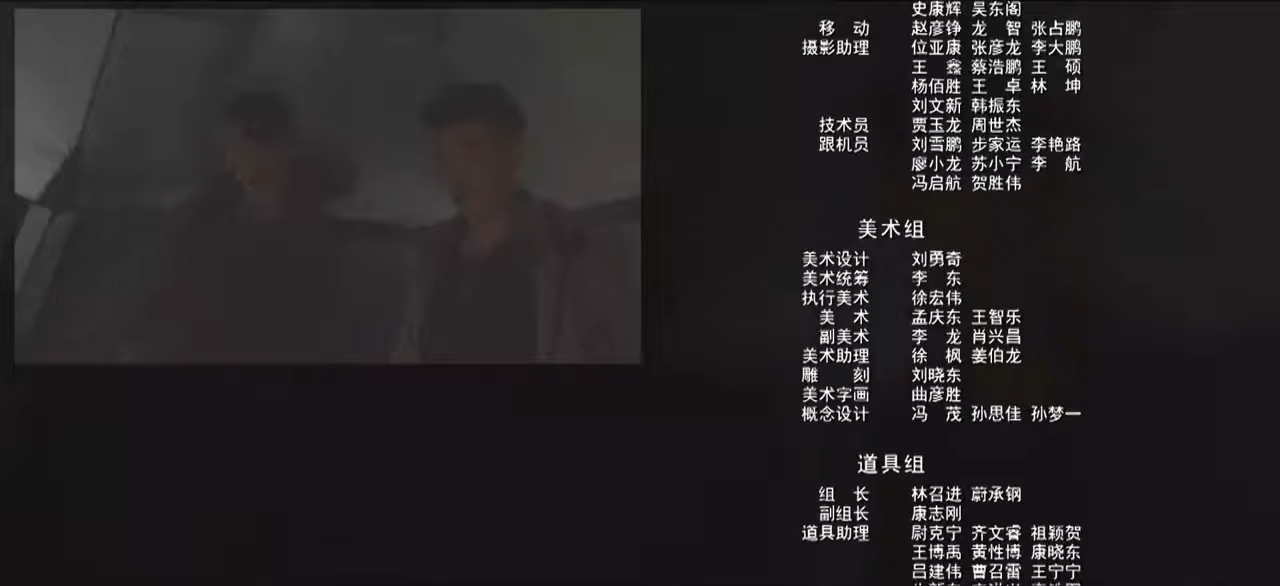 史康辉 吴东阁
移 动 赵彦铮 龙 智 张占鹏
摄影助理 位亚康 张彦龙 李大鹏
王 鑫 蔡浩鹏 王 硕
杨佰胜 王 卓 林 坤
刘文新 韩振东
技术员 贾玉龙 周世杰
跟机员 刘雪鹏 步家运 李艳路
廖小龙 苏小宁 李 航
冯启航 贺胜伟
美术组
美术设计 刘勇奇
美术统筹 李 东
执行美术 徐宏伟
美 术 孟庆东 王智乐
副美术 李 龙 肖兴昌
美术助理 徐 枫 姜伯龙
雕 刻 刘晓东
美术字画 曲彦胜
概念设计 冯 茂 孙思佳 孙梦一
道具组
组 长 林召进 蔚承钢
副组长 康志刚
道具助理 尉克宁 齐文睿 祖颖贺
王博禹 黄性博 康晓东
吕建伟 曹召雷 王宁宁